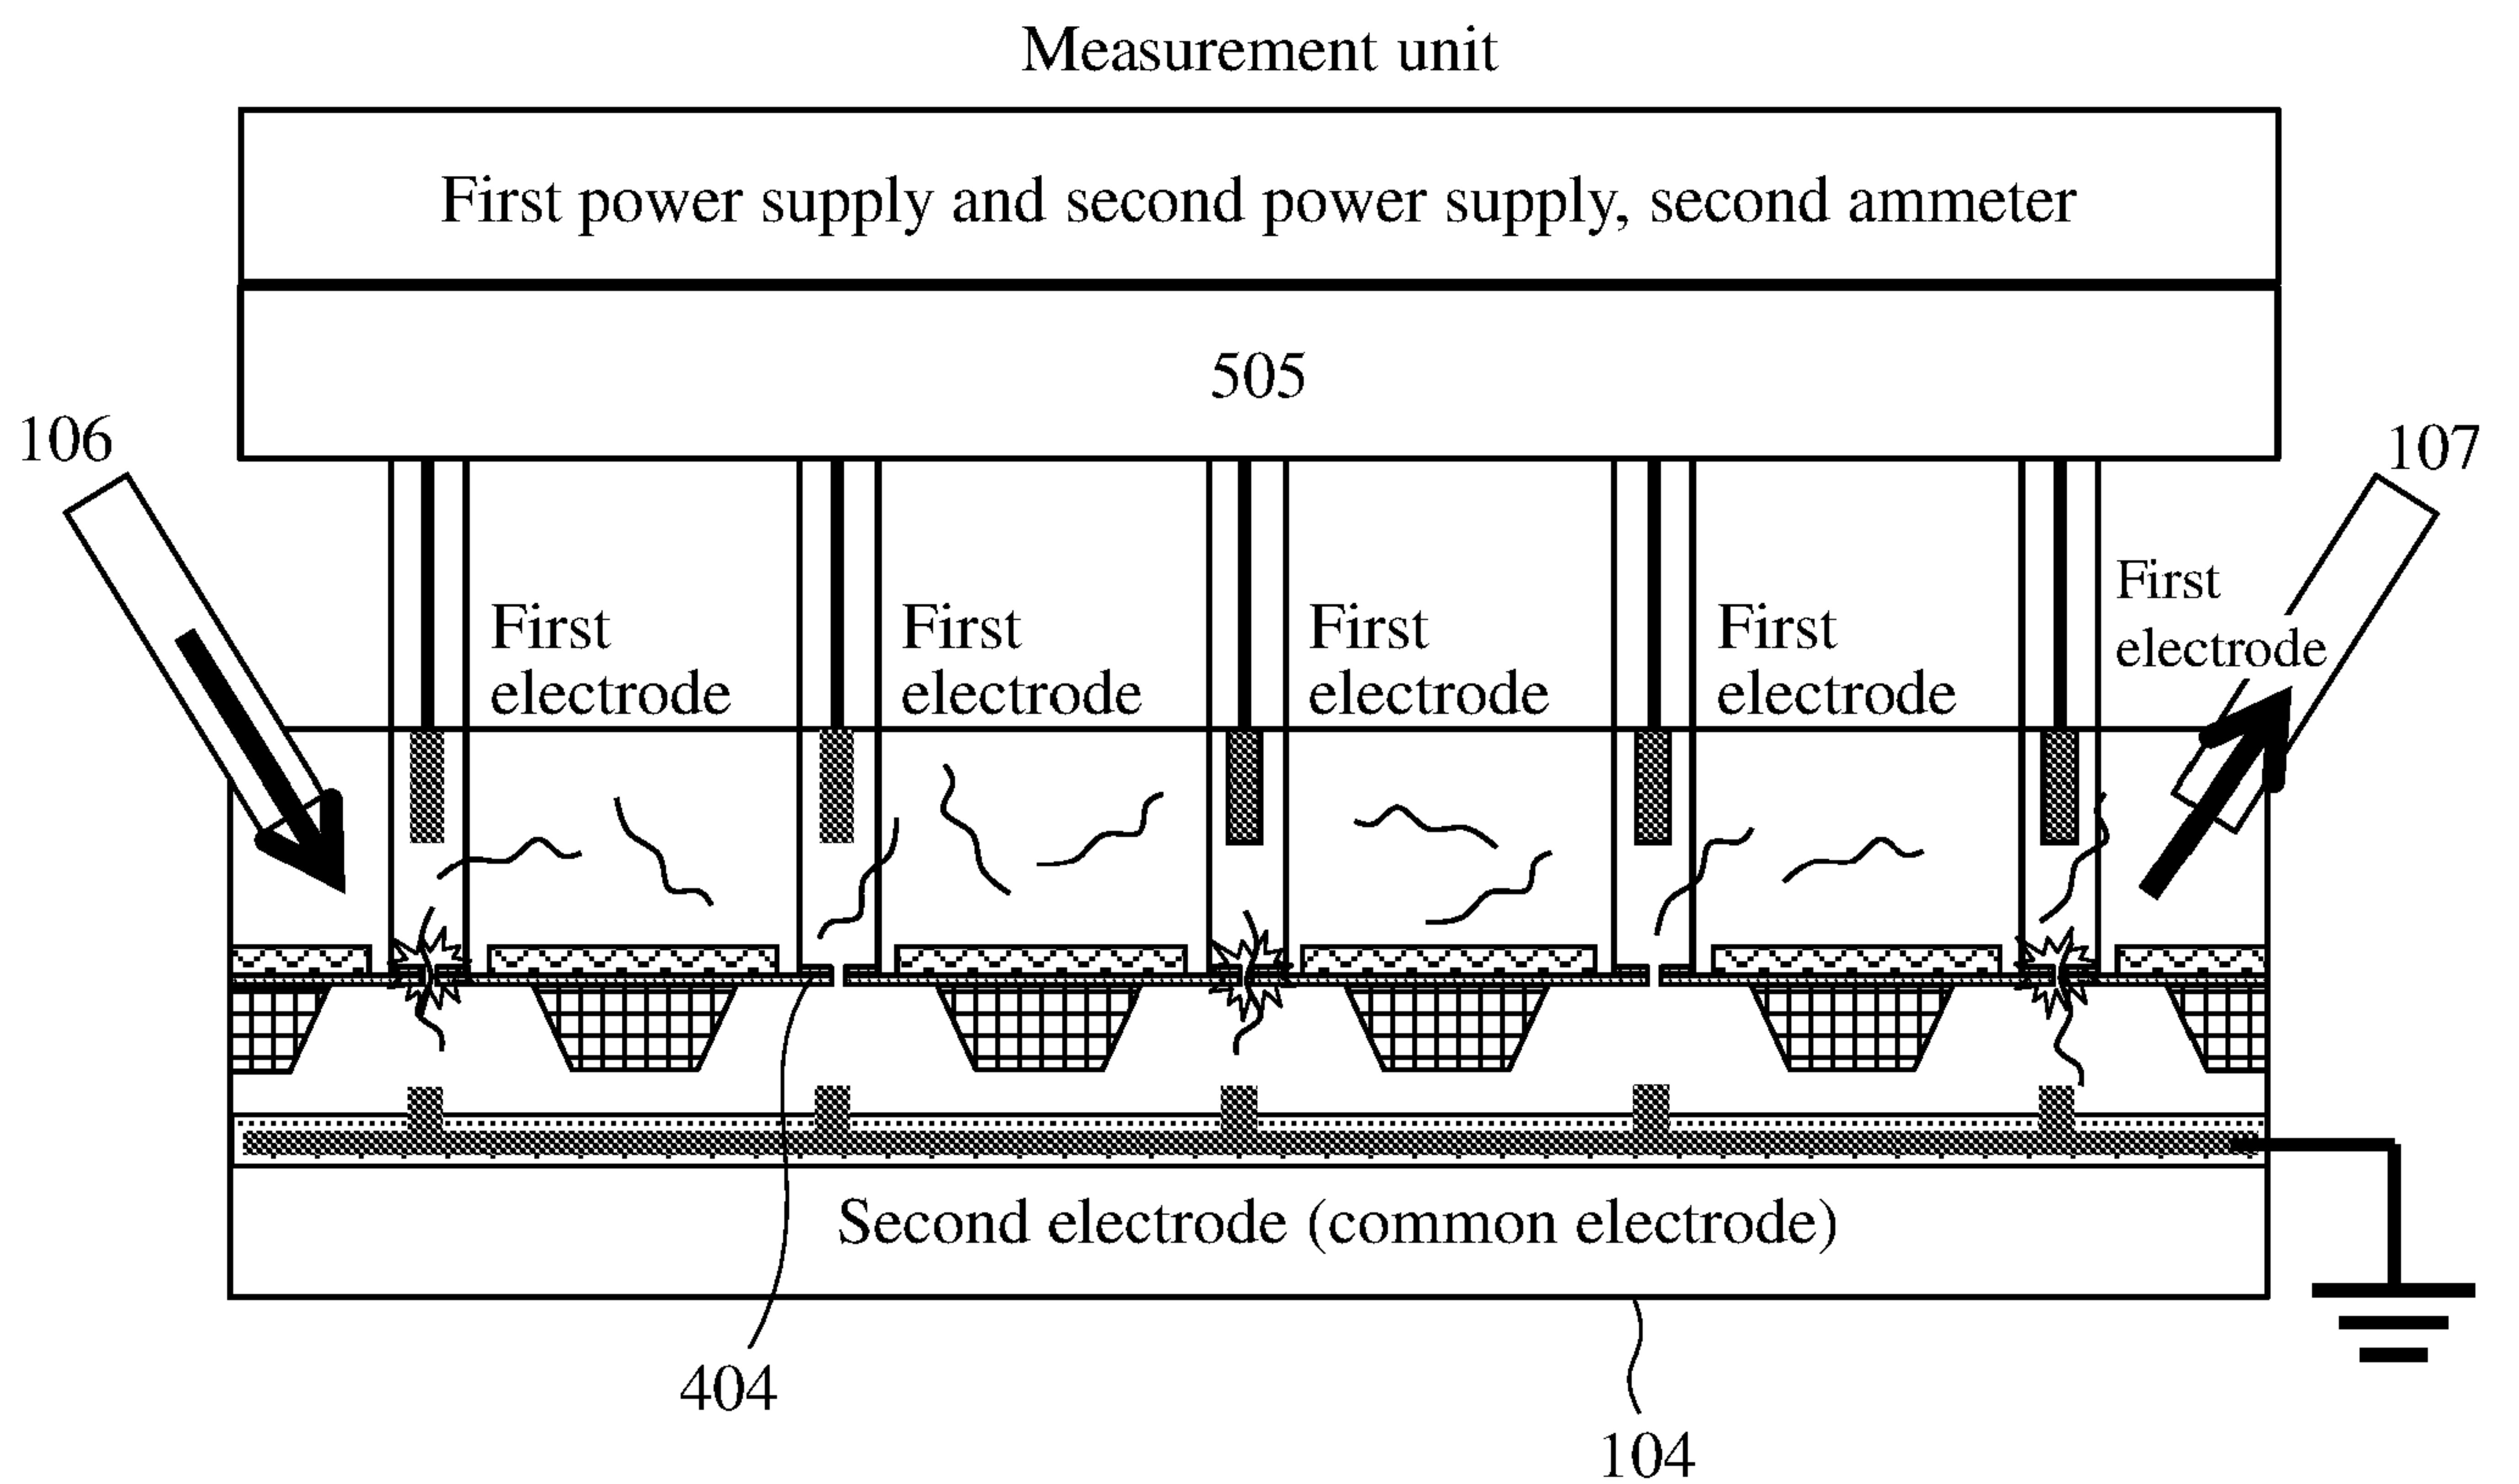 Measurement unit
First power supply and second power supply, second ammeter
505
106
107
First
electrode
First
electrode
First
electrode
First
electrode
First
electrode
Second electrode (common electrode)
404
104